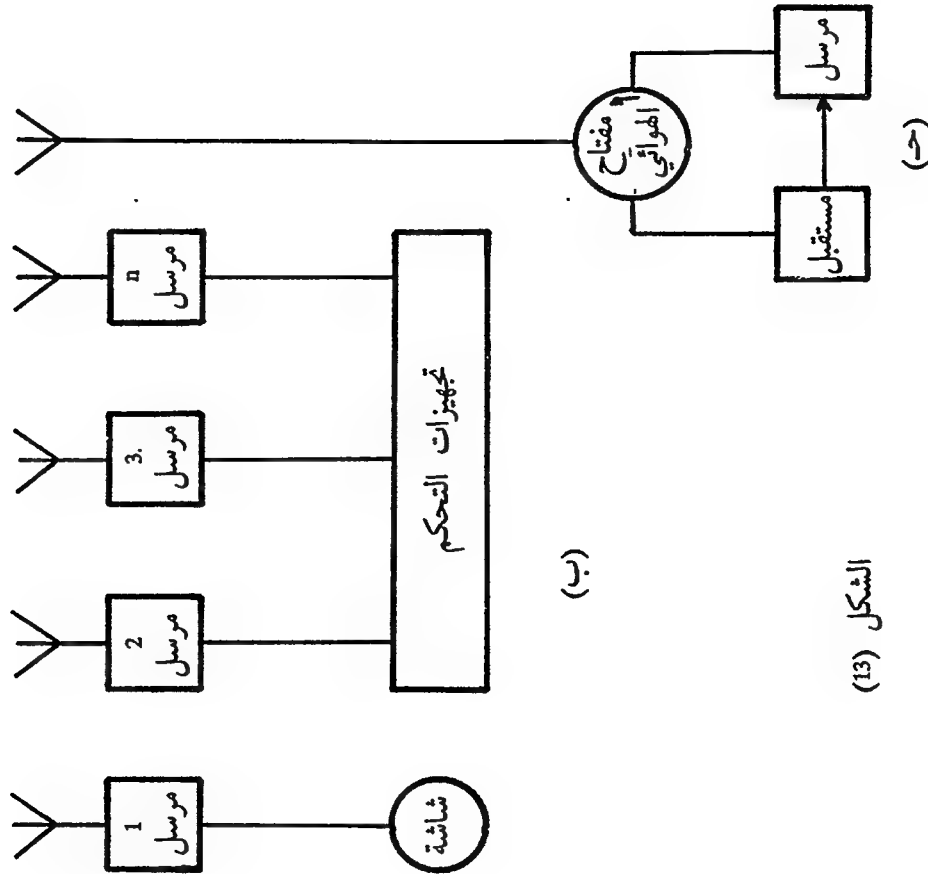 1
مرسل
2
مرسل
3.
مرسل
n
مرسل
شاشة
تجهيزات التحكم
(ب)
مفتاح
الهوائي
مستقبل
مرسل
(جـ)
الشكل (13)